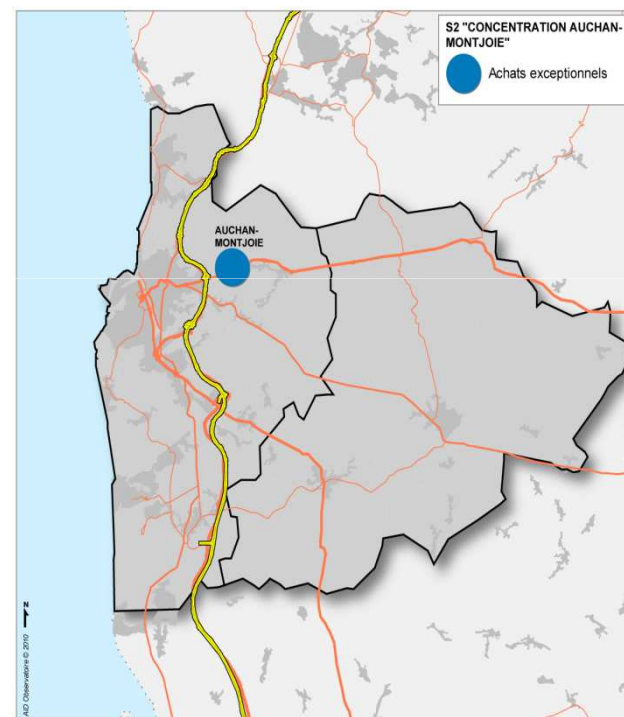 S2 "CONCENTRATION AUCHAN-
MONTJOIE"
Achats exceptionnels
AUCHAN-
MONTJOIE
N
AID Observatoire © 2010